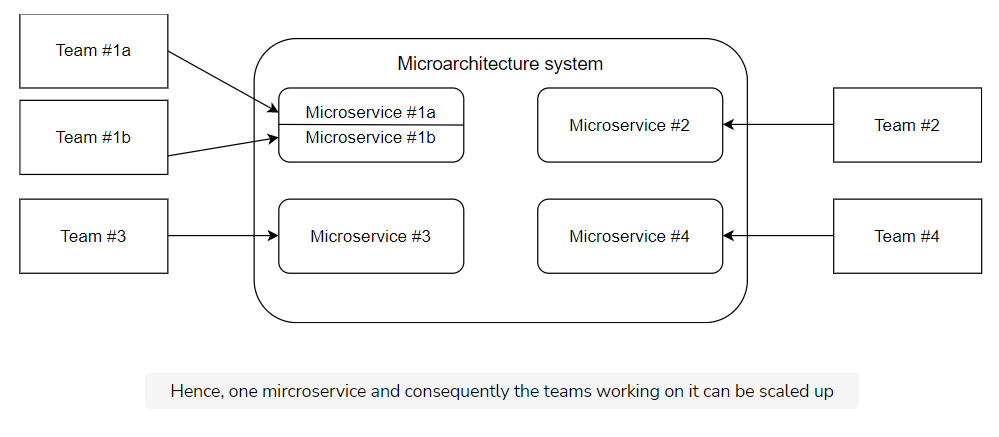 Team #1a
Microarchitecture system
Microservice #1a
Microservice #1b
Microservice #2
Team #1b
Team #2
Team #3
Microservice #3
Microservice #4
Team #4
Hence, one mircroservice and consequently the teams working on it can be scaled up